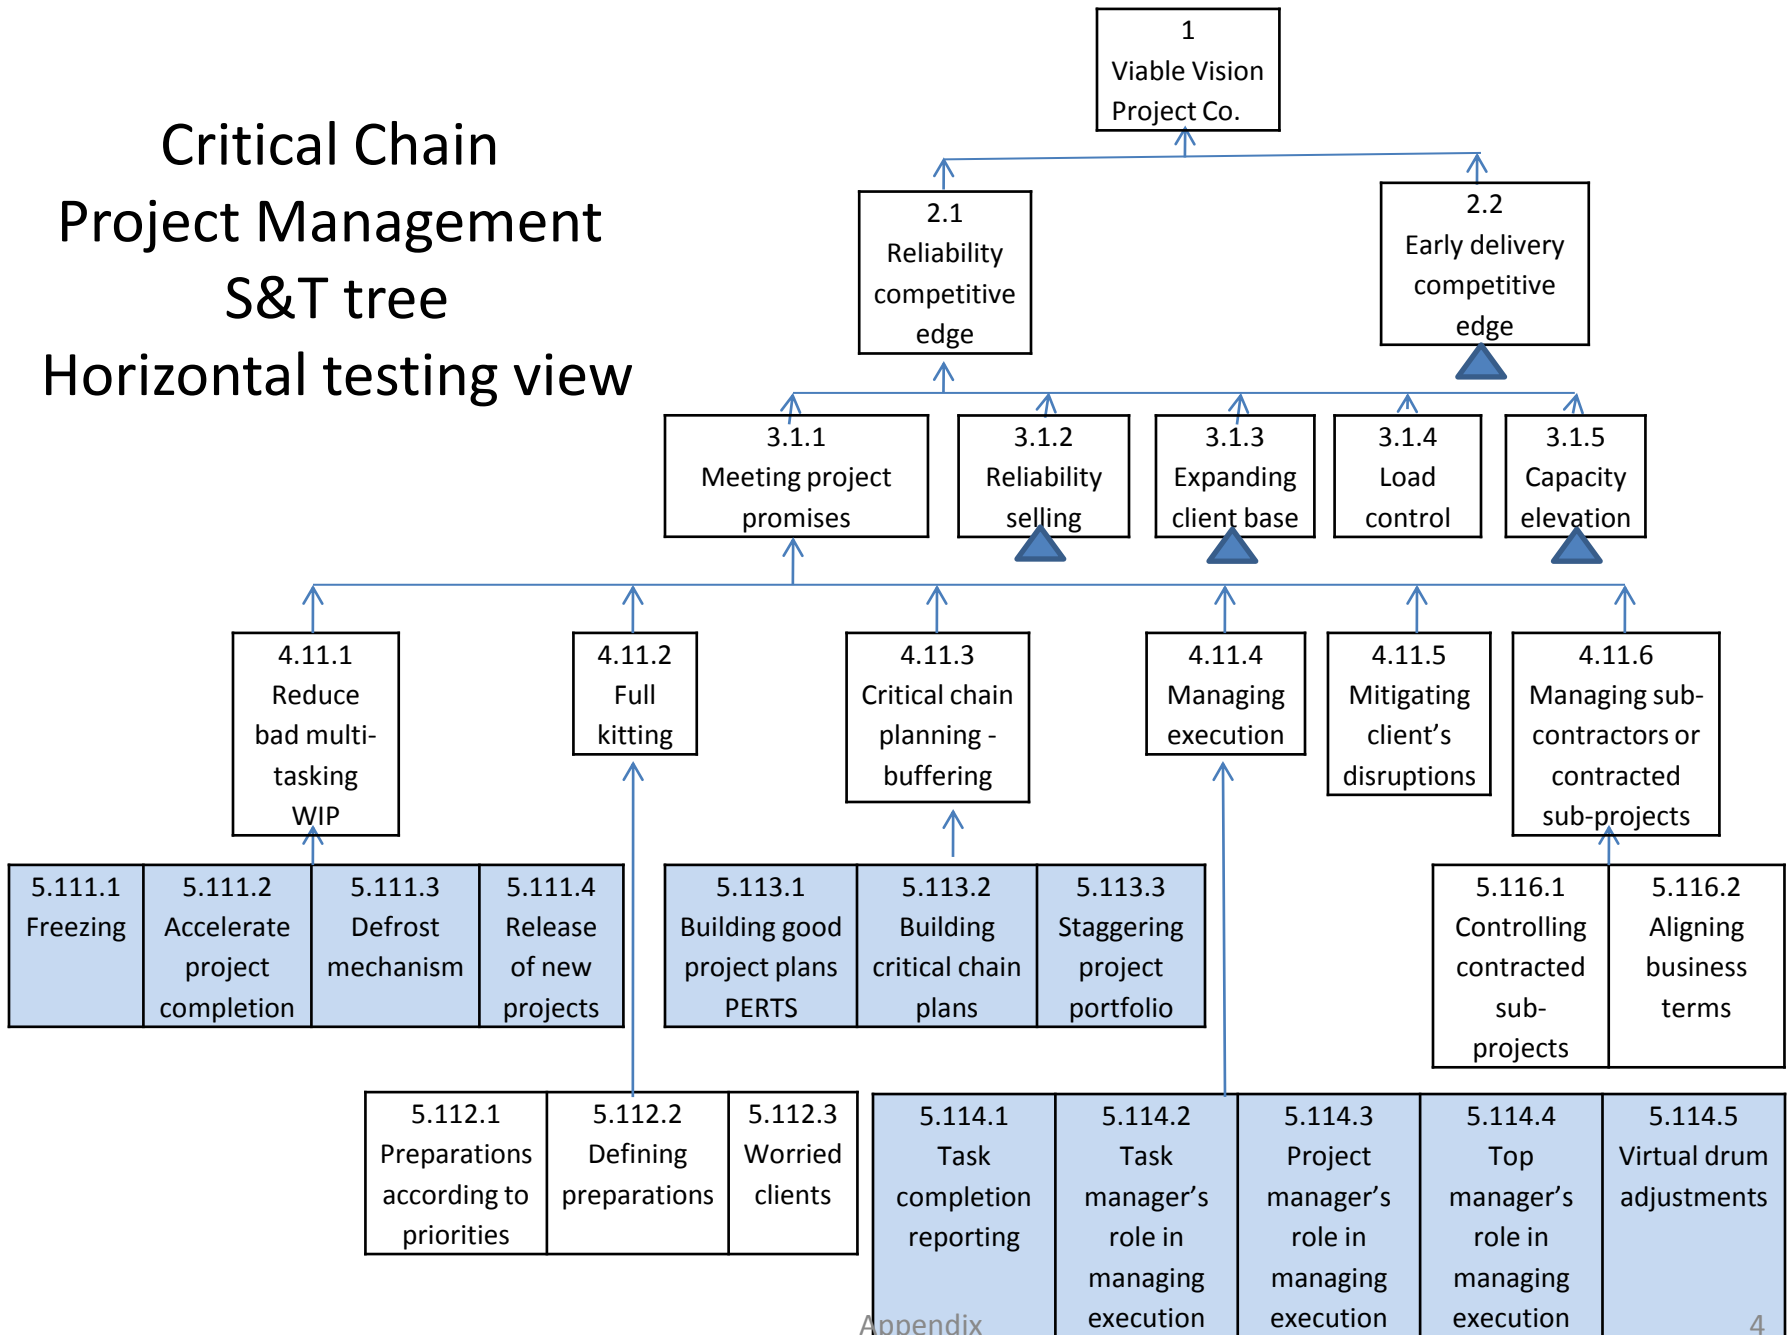 Critical Chain
Project Management
S&T tree
Horizontal testing view
1
Viable Vision
Project Co.
2.1
Reliability
competitive
edge
2.2
Early delivery
competitive
edge
3.1.1
Meeting project
promises
3.1.2
Reliability
selling
3.1.3
Expanding
client base
3.1.4
Load
control
3.1.5
Capacity
elevation
4.11.1
Reduce
bad multi-
tasking
WIP
4.11.2
Full
kitting
4.11.3
Critical chain
planning -
buffering
4.11.4
Managing
execution
4.11.5
Mitigating
client’s
disruptions
4.11.6
Managing sub-
contractors or
contracted
sub-projects
5.111.1
Freezing
5.111.2
Accelerate
project
completion
5.111.3
Defrost
mechanism
5.111.4
Release
of new
projects
5.113.1
Building good
project plans
PERTS
5.113.2
Building
critical chain
plans
5.113.3
Staggering
project
portfolio
5.116.1
Controlling
contracted
sub-
projects
5.116.2
Aligning
business
terms
5.112.1
Preparations
according to
priorities
5.112.2
Defining
preparations
5.112.3
Worried
clients
5.114.1
Task
completion
reporting
5.114.2
Task
manager’s
role in
managing
execution
5.114.3
Project
manager’s
role in
managing
execution
5.114.4
Top
manager’s
role in
managing
execution
5.114.5
Virtual drum
adjustments
Appendix
4